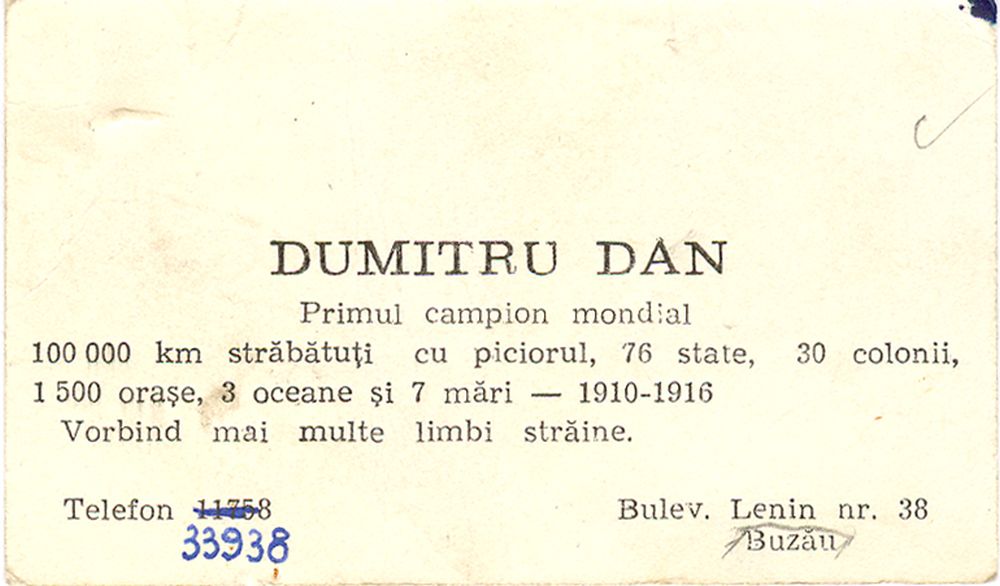 DUMITRU DAN
Primul campion mondial
100 000 km străbătuţi cu piciorul, 76 state, 30 colonii,
1 500 oraşe, 3 oceane şi 7 mări — 1910-1916
Vorbind mai multe limbi străine.
Telefon 11758 Bulev. Lenin nr. 38
33938 Buzău